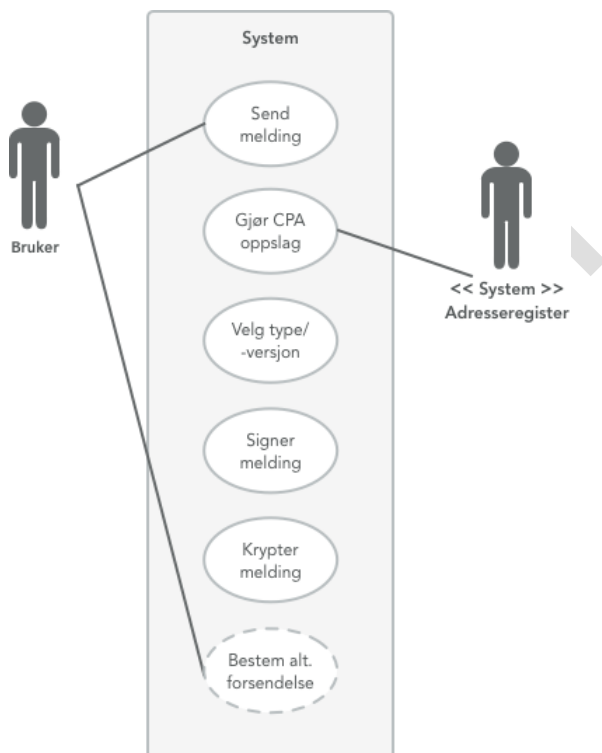 System
Send
melding
Bruker
Gjør CPA
oppslag
<< System >>
Adresseregister
Velg type/
-versjon
Signer
melding
Krypter
melding
Bestem alt.
forsendelse